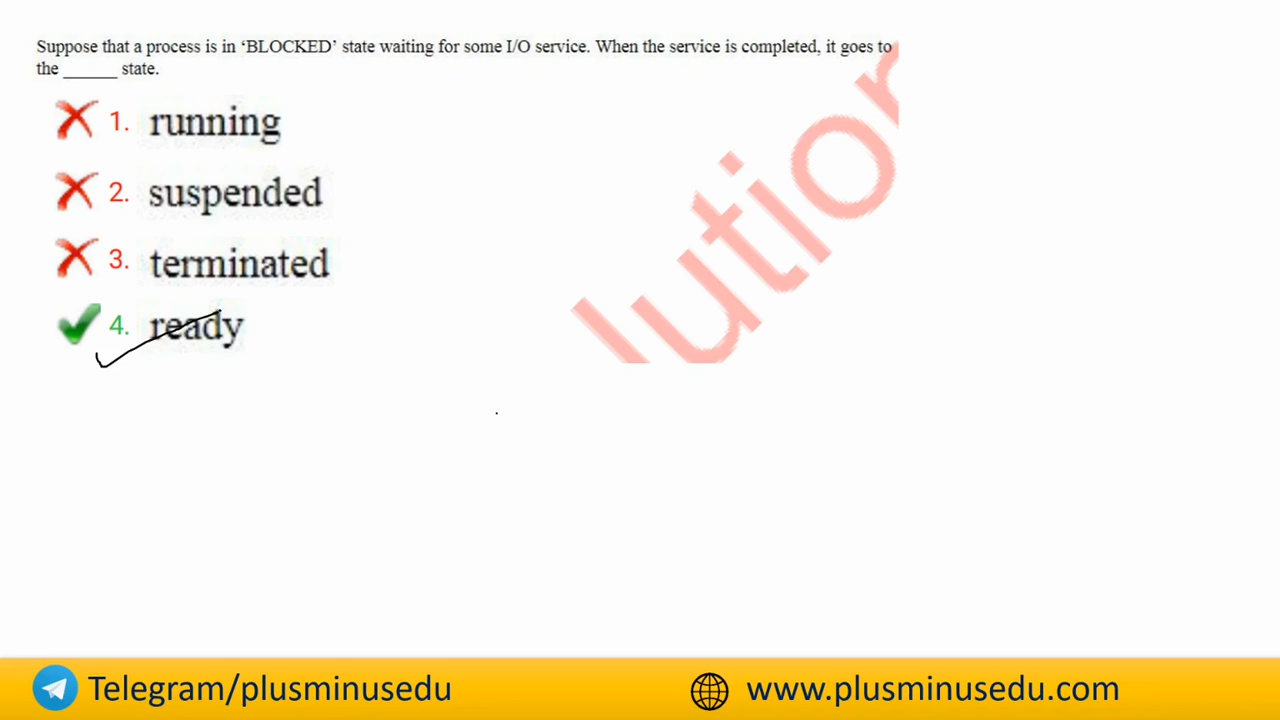 Suppose that a process is in ‘BLOCKED’ state waiting for some I/O service. When the service is completed, it goes to
the ______ state.
1. running
2. suspended
3. terminated
4. ready
lution
Telegram/plusminusedu
www.plusminusedu.com